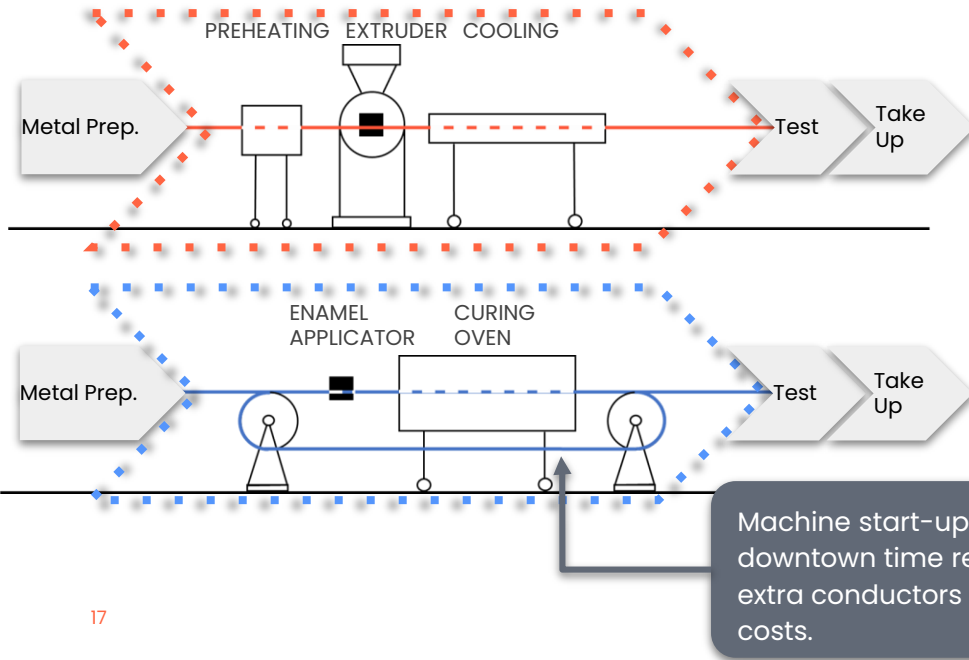 PREHEATING EXTRUDER COOLING
Metal Prep.
Test
Take
Up
ENAMEL
APPLICATOR
CURING
OVEN
Metal Prep.
Test
Take
Up
Machine start-up
downtown time re
extra conductors
costs.
17